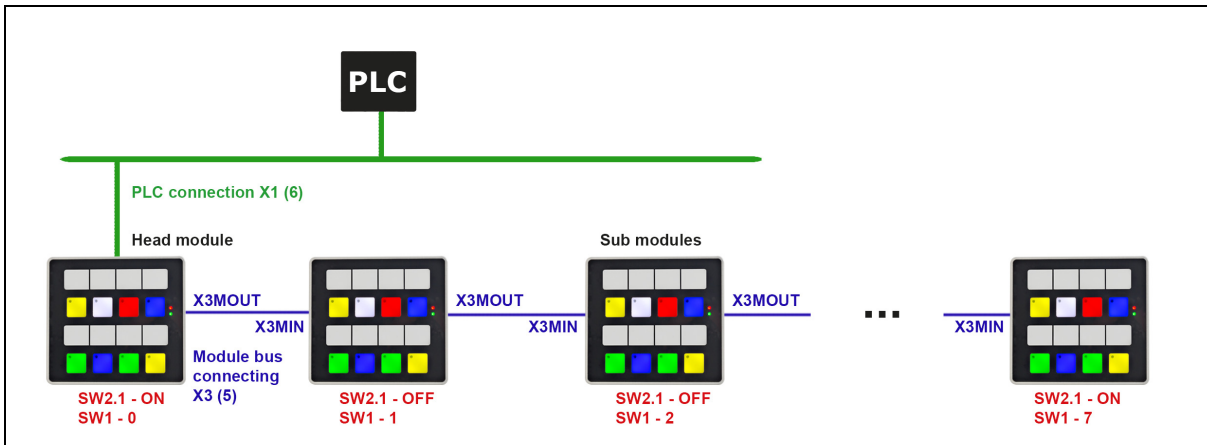 PLC
PLC connection X1 (6)
Head module
Sub modules
X3MOUT
X3MIN
X3MOUT
X3MIN
X3MOUT
...
X3MIN
Module bus
connecting
X3 (5)
SW2.1 - ON
SW1 - 0
SW2.1 - OFF
SW1 - 1
SW2.1 - OFF
SW1 - 2
SW2.1 - ON
SW1 - 7